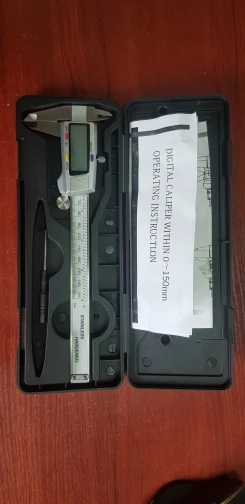 DIGITAL CALIPER WITHIN 0~150mm
OPERATING INSTRUCTION
STAINLESS
HARDENED